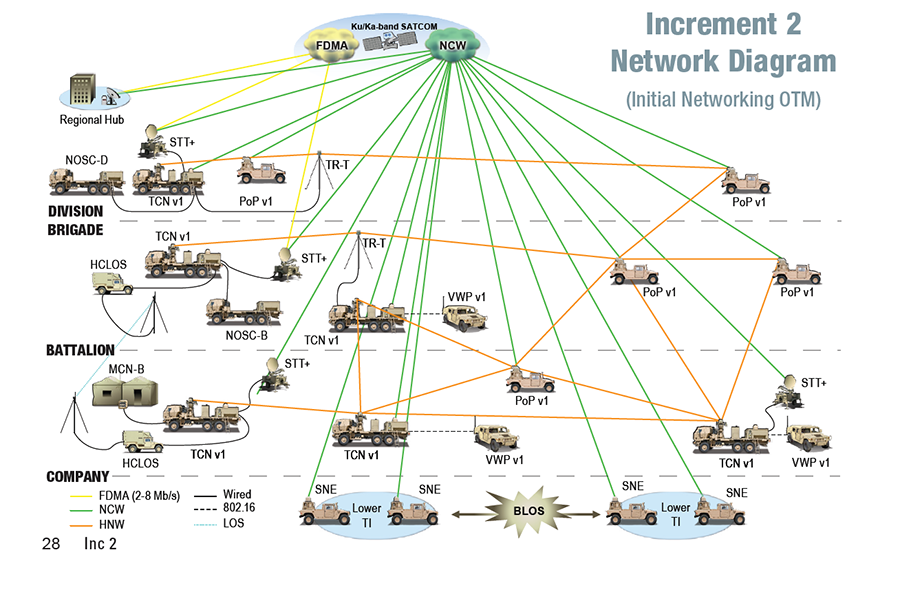 Increment 2
Network Diagram
(Initial Networking OTM)
Ku/Ka-band SATCOM
FDMA
NCW
Regional Hub
STT+
NOSC-D
TCN v1
PoP v1
TR-T
PoP v1
DIVISION
BRIGADE
TCN v1
HCLOS
STT+
TR-T
NOSC-B
TCN v1
VWP v1
PoP v1
PoP v1
BATTALION
MCN-B
STT+
HCLOS
TCN v1
TCN v1
PoP v1
VWP v1
STT+
TCN v1
VWP v1
COMPANY
FDMA (2-8 Mb/s)
NCW
HNW
Wired
802.16
LOS
SNE
Lower
TI
SNE
BLOS
SNE
Lower
TI
SNE
28 Inc 2